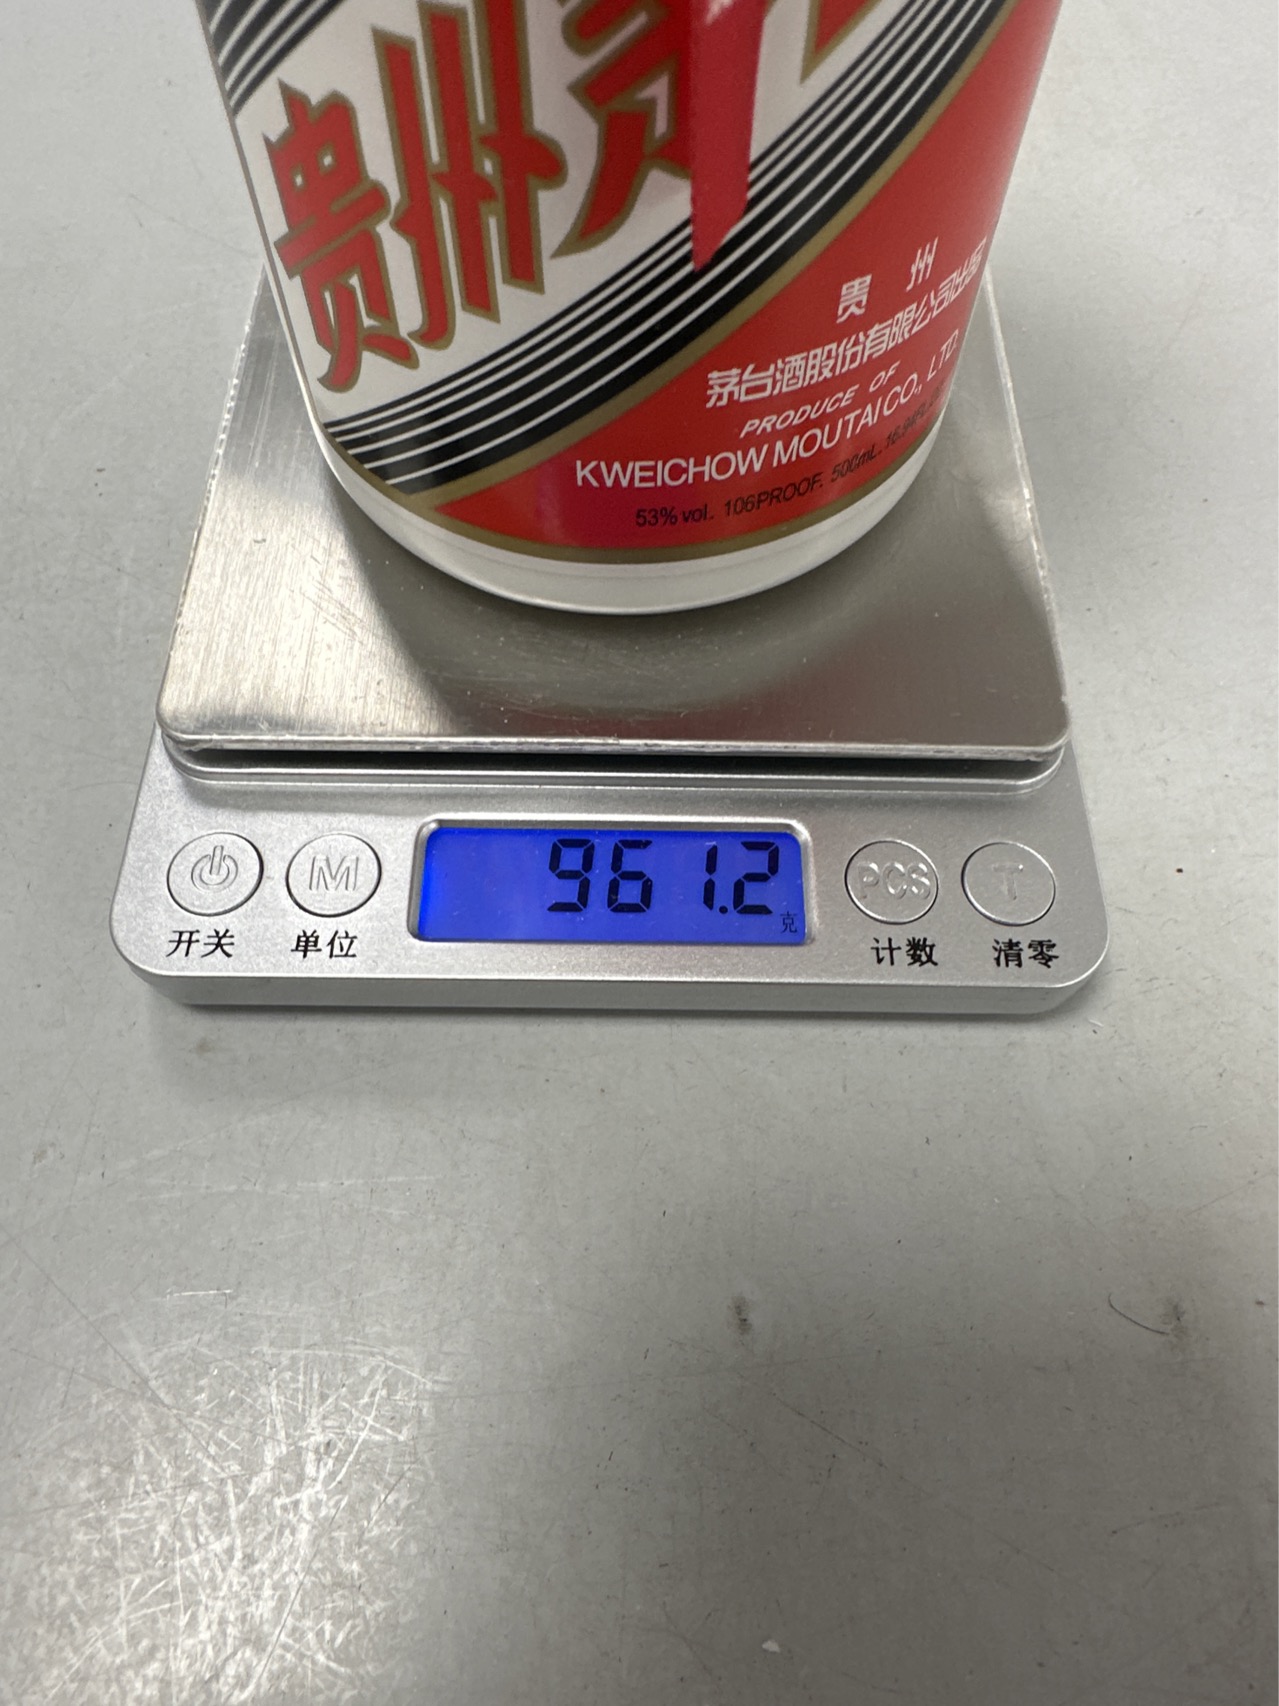 贵州茅
贵州
茅台酒股份有限公司出品
PRODUCE OF
KWEICHOW MOUTAI CO., LTD.
53% vol. 106PROOF. 500mL.
961.2
克
M
PCS
T
开关
单位
计数
清零